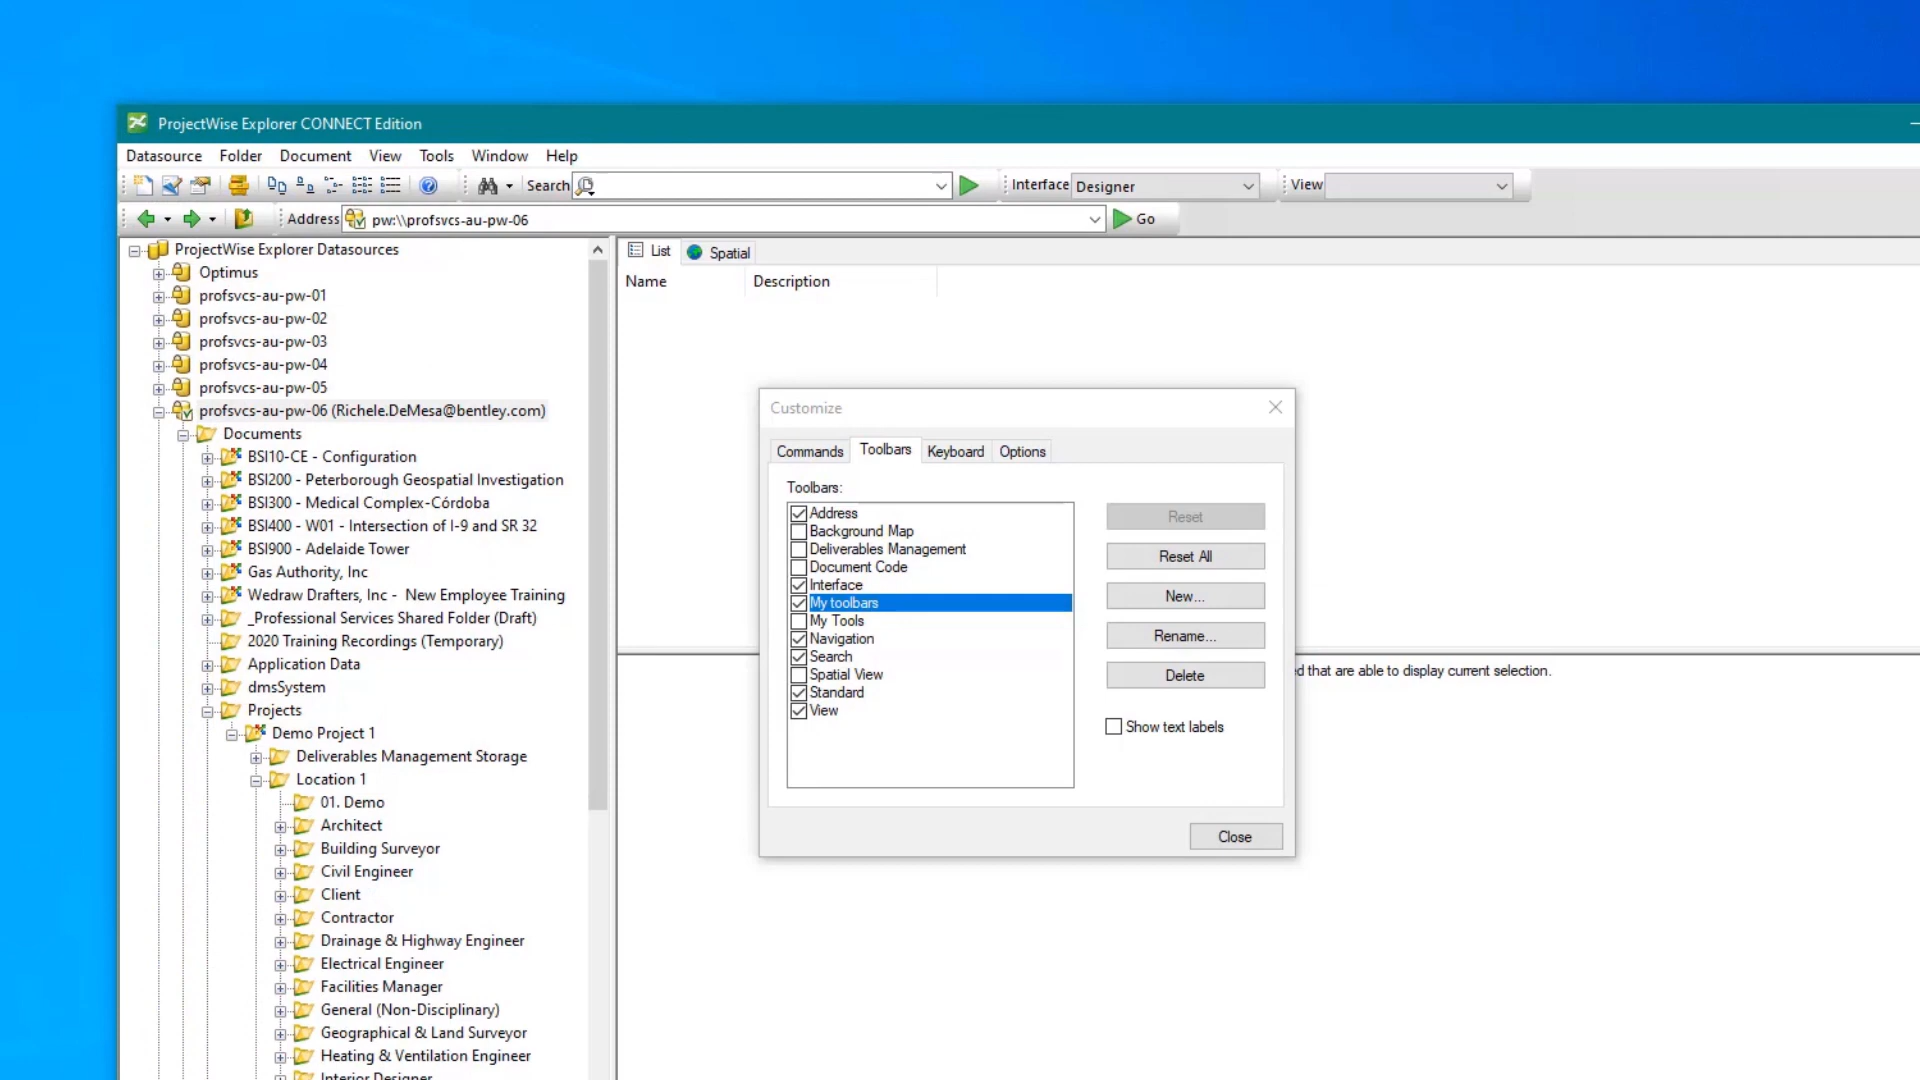 ProjectWise Explorer CONNECT Edition
Datasource Folder Document View Tools Window Help
Search Interface Designer View
Address pw:\\profsvcs-au-pw-06 Go
ProjectWise Explorer Datasources
Optimus
profsvcs-au-pw-01
profsvcs-au-pw-02
profsvcs-au-pw-03
profsvcs-au-pw-04
profsvcs-au-pw-05
profsvcs-au-pw-06 (Richele.DeMesa@bentley.com)
Documents
BSI10-CE - Configuration
BSI200 - Peterborough Geospatial Investigation
BSI300 - Medical Complex-Córdoba
BSI400 - W01 - Intersection of I-9 and SR 32
BSI900 - Adelaide Tower
Gas Authority, Inc
Wedraw Drafters, Inc - New Employee Training
_Professional Services Shared Folder (Draft)
2020 Training Recordings (Temporary)
Application Data
dmsSystem
Projects
Demo Project 1
Deliverables Management Storage
Location 1
01. Demo
Architect
Building Surveyor
Civil Engineer
Client
Contractor
Drainage & Highway Engineer
Electrical Engineer
Facilities Manager
General (Non-Disciplinary)
Geographical & Land Surveyor
Heating & Ventilation Engineer
Interior Designer
List Spatial
Name Description
Customize
Commands Toolbars Keyboard Options
Toolbars:
Address
Background Map
Deliverables Management
Document Code
Interface
My toolbars
My Tools
Navigation
Search
Spatial View
Standard
View
Reset
Reset All
New...
Rename...
Delete
Show text labels
Close
that are able to display current selection.